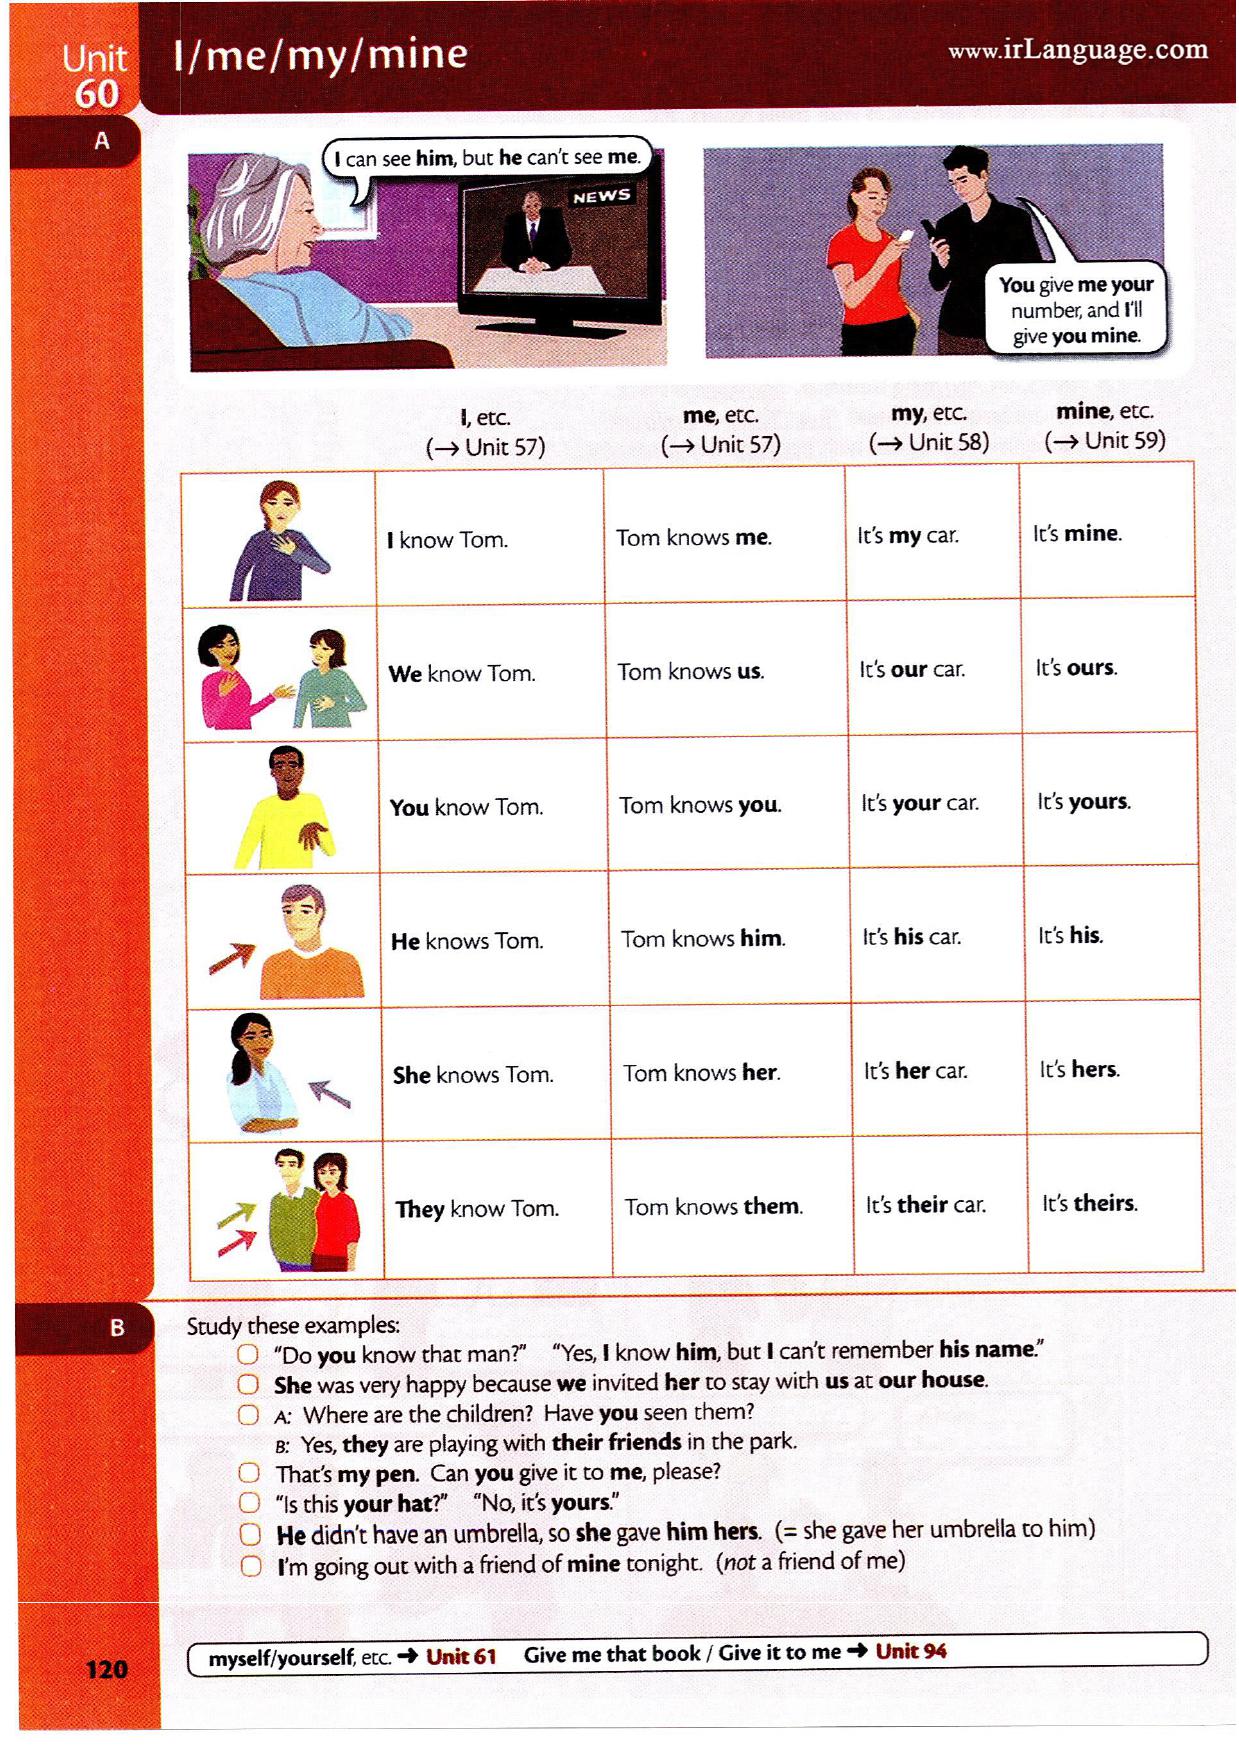 Unit
60
I/me/my/mine
www.irLanguage.com
A
I can see him, but he can't see me.
NEWS
You give me your
number, and I'll
give you mine.
I, etc.
(→ Unit 57)
me, etc.
(→ Unit 57)
my, etc.
(→ Unit 58)
mine, etc.
(→ Unit 59)
I know Tom. Tom knows me. It's my car. It's mine.
We know Tom. Tom knows us. It's our car. It's ours.
You know Tom. Tom knows you. It's your car. It's yours.
He knows Tom. Tom knows him. It's his car. It's his.
She knows Tom. Tom knows her. It's her car. It's hers.
They know Tom. Tom knows them. It's their car. It's theirs.
B
Study these examples:
"Do you know that man?" "Yes, I know him, but I can't remember his name."
She was very happy because we invited her to stay with us at our house.
A: Where are the children? Have you seen them?
B: Yes, they are playing with their friends in the park.
That's my pen. Can you give it to me, please?
"Is this your hat?" "No, it's yours."
He didn't have an umbrella, so she gave him hers. (= she gave her umbrella to him)
I'm going out with a friend of mine tonight. (not a friend of me)
120
myself/yourself, etc. → Unit 61 Give me that book / Give it to me → Unit 94